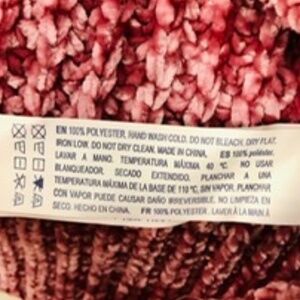 EN 100% POLYESTER, HAND WASH COLD. DO NOT BLEACH. DRY FLAT.
IRON LOW. DO NOT DRY CLEAN. MADE IN CHINA. ES 100% poliéster.
LAVAR A MANO. TEMPERATURA MÁXIMA 40 ºC. NO USAR
BLANQUEADOR. SECADO EXTENDIDO. PLANCHAR A UNA
TEMPERATURA MÁXIMA DE LA BASE DE 110 ºC, SIN VAPOR. PLANCHAR
CON VAPOR PUEDE CAUSAR DAÑO IRREVERSIBLE. NO LIMPIEZA EN
SECO. HECHO EN CHINA. FR 100% POLYESTER. LAVER À LA MAIN À